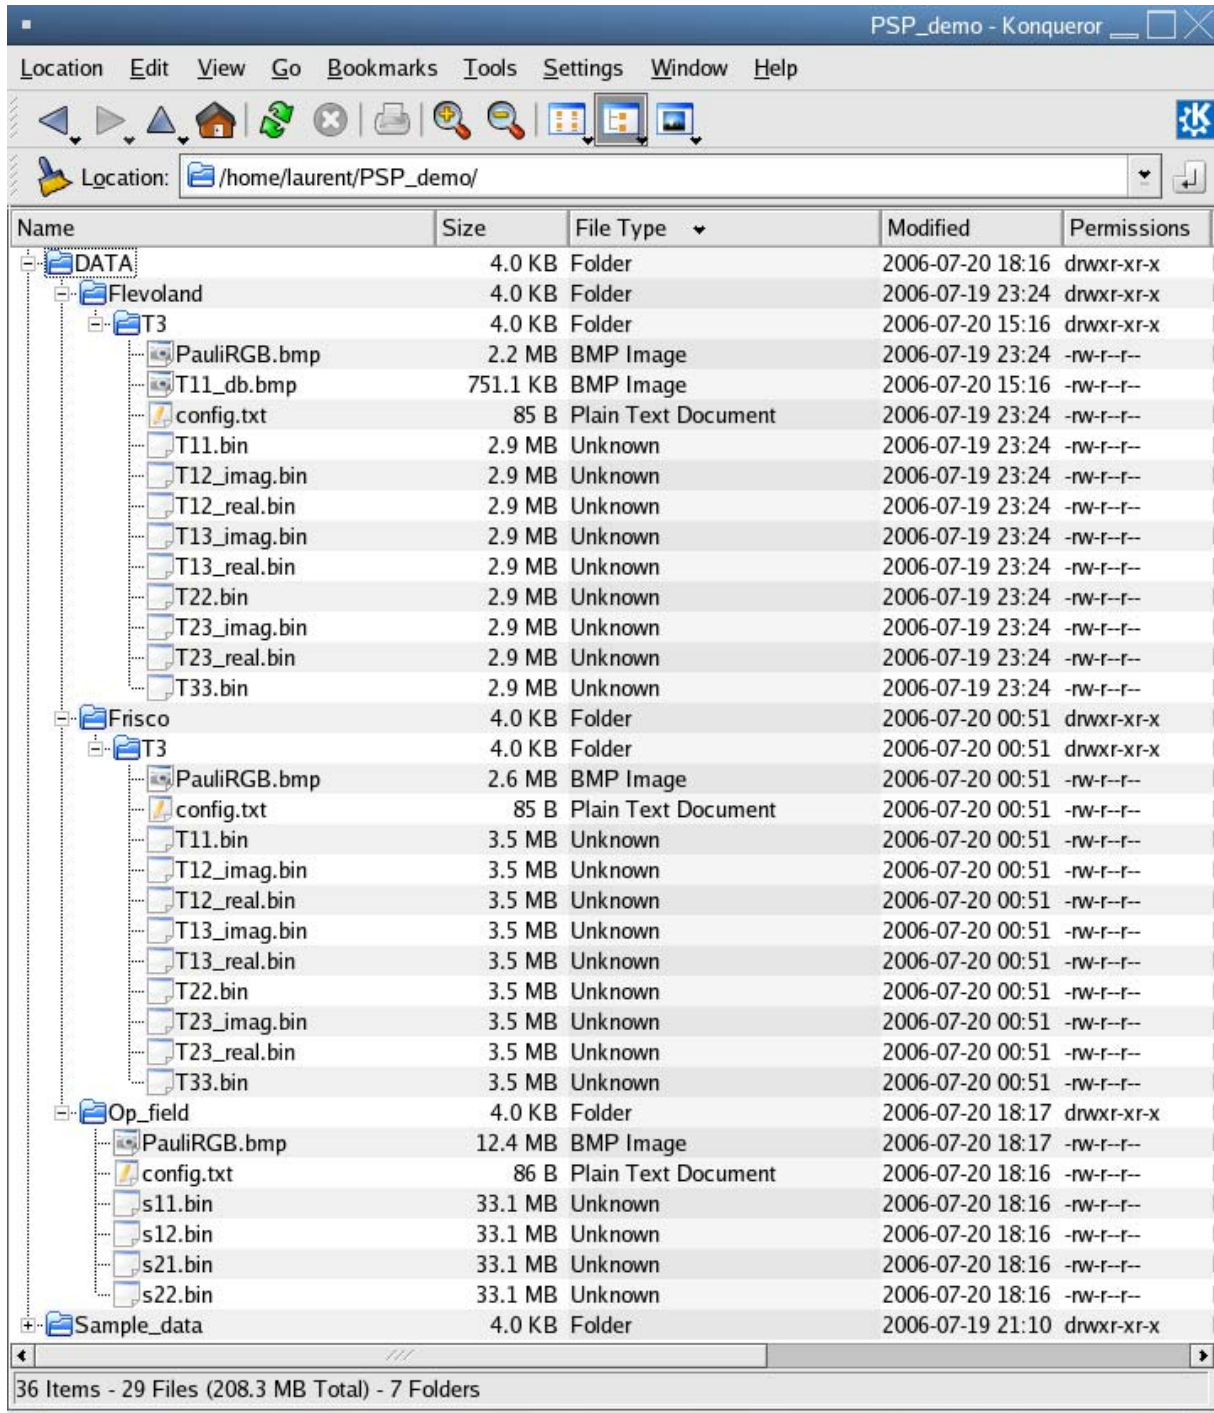 PSP_demo - Konqueror
Location Edit View Go Bookmarks Tools Settings Window Help
Location: /home/laurent/PSP_demo/
Name Size File Type Modified Permissions
DATA 4.0 KB Folder 2006-07-20 18:16 drwxr-xr-x
Flevoland 4.0 KB Folder 2006-07-19 23:24 drwxr-xr-x
T3 4.0 KB Folder 2006-07-20 15:16 drwxr-xr-x
PauliRGB.bmp 2.2 MB BMP Image 2006-07-19 23:24 -rw-r--r--
T11_db.bmp 751.1 KB BMP Image 2006-07-20 15:16 -rw-r--r--
config.txt 85 B Plain Text Document 2006-07-19 23:24 -rw-r--r--
T11.bin 2.9 MB Unknown 2006-07-19 23:24 -rw-r--r--
T12_imag.bin 2.9 MB Unknown 2006-07-19 23:24 -rw-r--r--
T12_real.bin 2.9 MB Unknown 2006-07-19 23:24 -rw-r--r--
T13_imag.bin 2.9 MB Unknown 2006-07-19 23:24 -rw-r--r--
T13_real.bin 2.9 MB Unknown 2006-07-19 23:24 -rw-r--r--
T22.bin 2.9 MB Unknown 2006-07-19 23:24 -rw-r--r--
T23_imag.bin 2.9 MB Unknown 2006-07-19 23:24 -rw-r--r--
T23_real.bin 2.9 MB Unknown 2006-07-19 23:24 -rw-r--r--
T33.bin 2.9 MB Unknown 2006-07-19 23:24 -rw-r--r--
Frisco 4.0 KB Folder 2006-07-20 00:51 drwxr-xr-x
T3 4.0 KB Folder 2006-07-20 00:51 drwxr-xr-x
PauliRGB.bmp 2.6 MB BMP Image 2006-07-20 00:51 -rw-r--r--
config.txt 85 B Plain Text Document 2006-07-20 00:51 -rw-r--r--
T11.bin 3.5 MB Unknown 2006-07-20 00:51 -rw-r--r--
T12_imag.bin 3.5 MB Unknown 2006-07-20 00:51 -rw-r--r--
T12_real.bin 3.5 MB Unknown 2006-07-20 00:51 -rw-r--r--
T13_imag.bin 3.5 MB Unknown 2006-07-20 00:51 -rw-r--r--
T13_real.bin 3.5 MB Unknown 2006-07-20 00:51 -rw-r--r--
T22.bin 3.5 MB Unknown 2006-07-20 00:51 -rw-r--r--
T23_imag.bin 3.5 MB Unknown 2006-07-20 00:51 -rw-r--r--
T23_real.bin 3.5 MB Unknown 2006-07-20 00:51 -rw-r--r--
T33.bin 3.5 MB Unknown 2006-07-20 00:51 -rw-r--r--
Op_field 4.0 KB Folder 2006-07-20 18:17 drwxr-xr-x
PauliRGB.bmp 12.4 MB BMP Image 2006-07-20 18:17 -rw-r--r--
config.txt 86 B Plain Text Document 2006-07-20 18:16 -rw-r--r--
s11.bin 33.1 MB Unknown 2006-07-20 18:16 -rw-r--r--
s12.bin 33.1 MB Unknown 2006-07-20 18:16 -rw-r--r--
s21.bin 33.1 MB Unknown 2006-07-20 18:16 -rw-r--r--
s22.bin 33.1 MB Unknown 2006-07-20 18:16 -rw-r--r--
Sample_data 4.0 KB Folder 2006-07-19 21:10 drwxr-xr-x
36 Items - 29 Files (208.3 MB Total) - 7 Folders